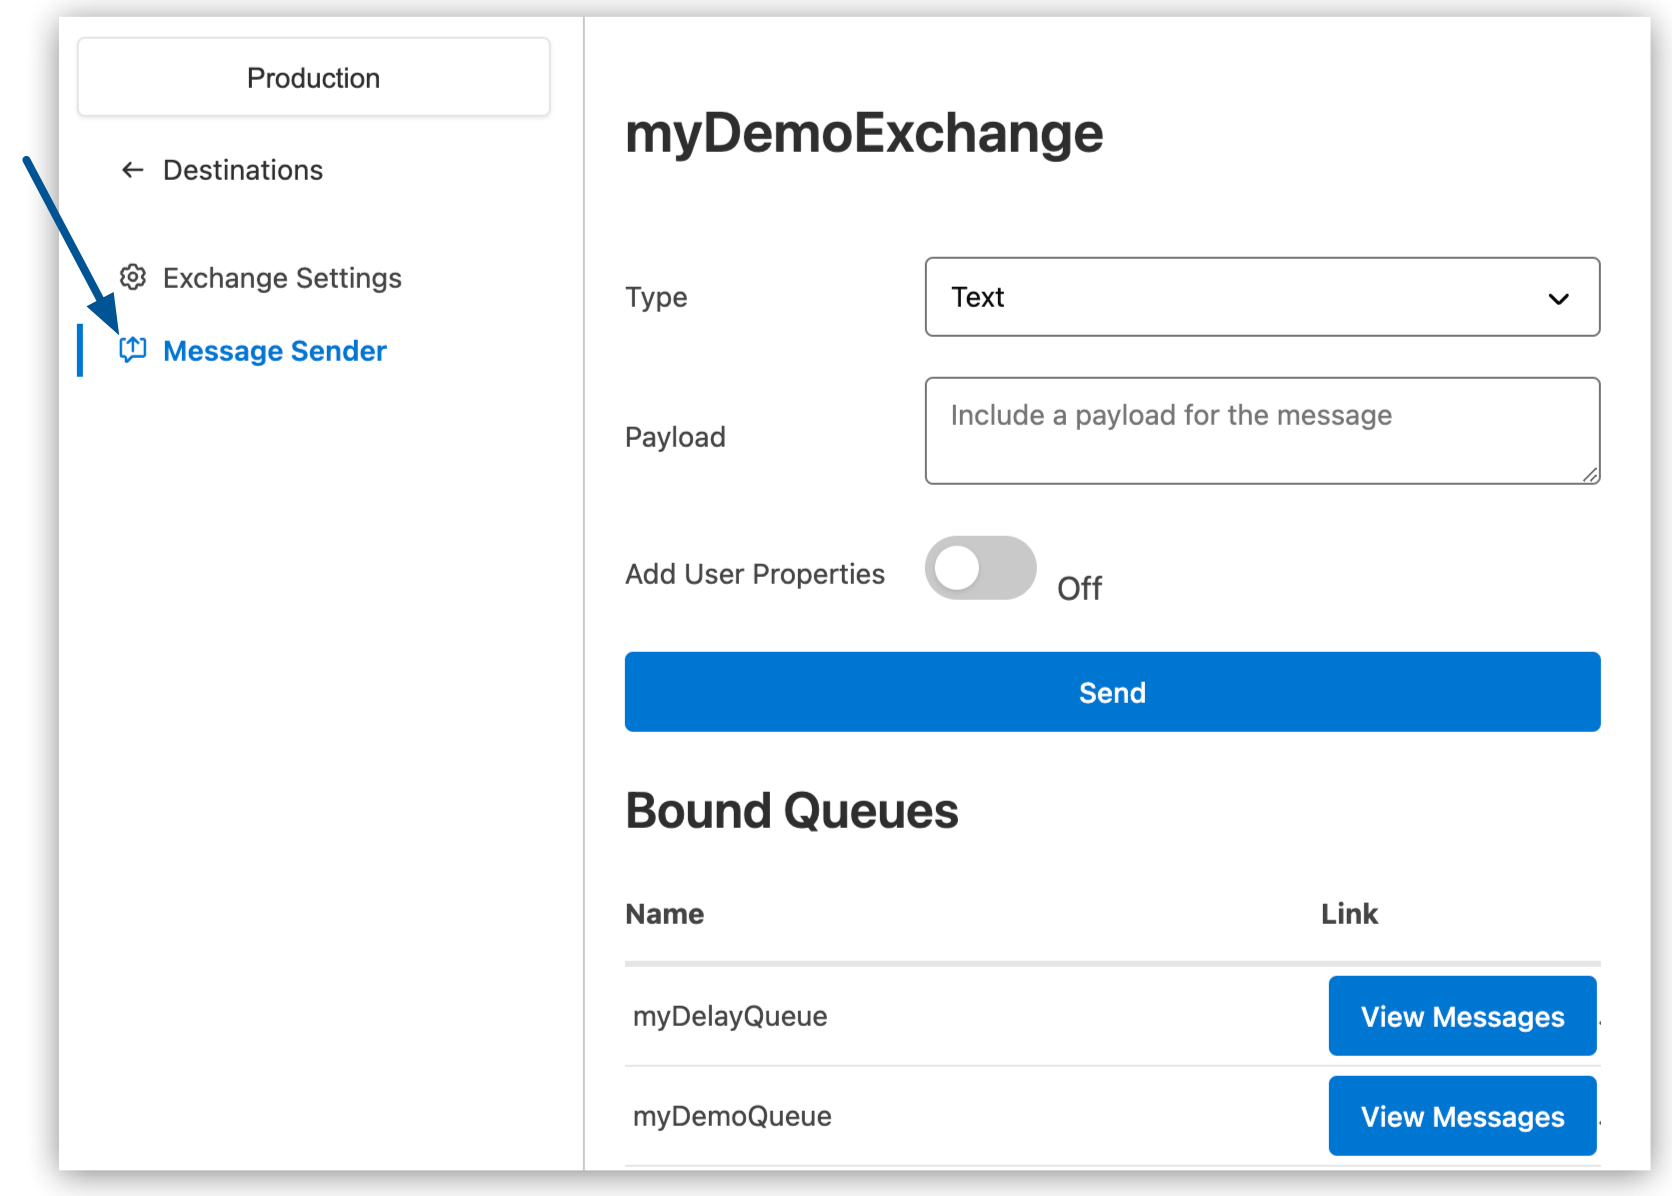 Production
Destinations
Exchange Settings
Message Sender
myDemoExchange
Type
Text
Payload
Include a payload for the message
Add User Properties
Off
Send
Bound Queues
Name Link
myDelayQueue View Messages
myDemoQueue View Messages